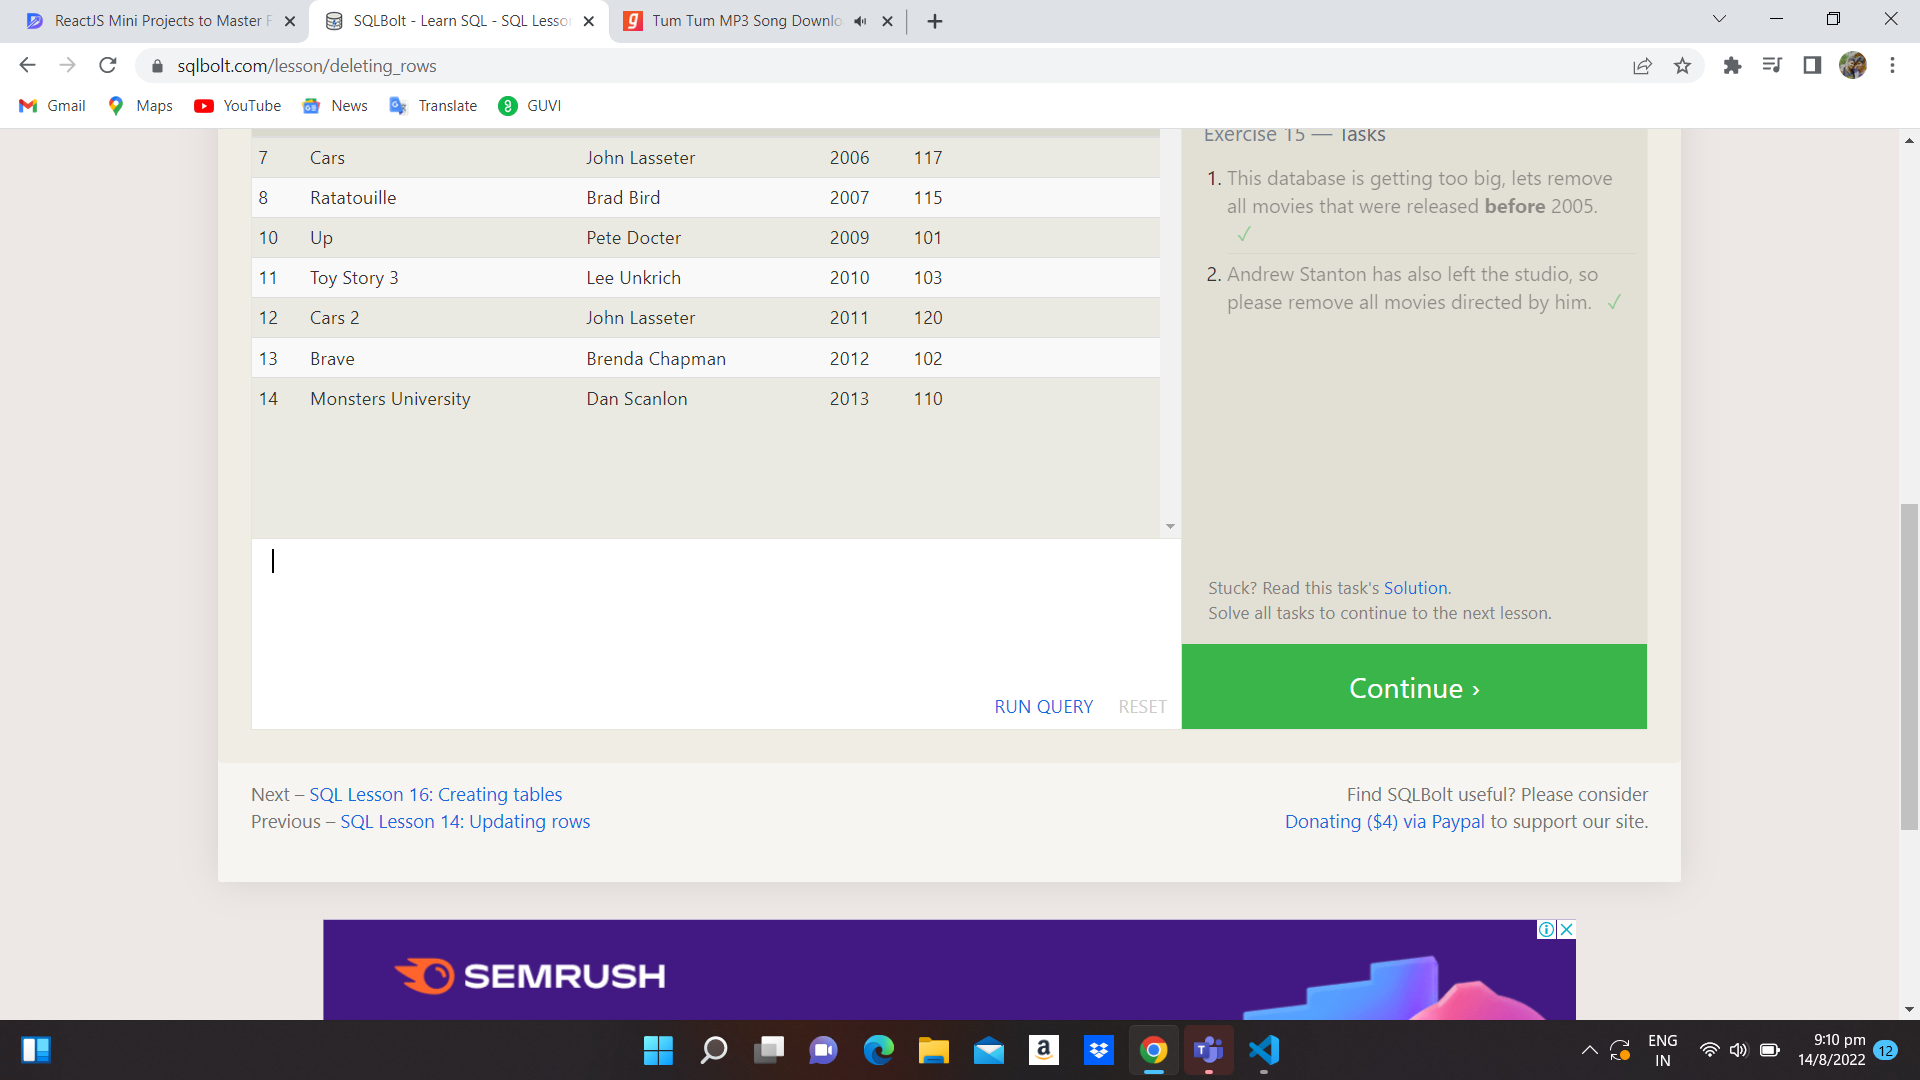 ReactJS Mini Projects to Master F
SQLBolt - Learn SQL - SQL Lesson
Tum Tum MP3 Song Downlo
sqlbolt.com/lesson/deleting_rows
Gmail
Maps
YouTube
News
Translate
GUVI
7 Cars John Lasseter 2006 117
8 Ratatouille Brad Bird 2007 115
10 Up Pete Docter 2009 101
11 Toy Story 3 Lee Unkrich 2010 103
12 Cars 2 John Lasseter 2011 120
13 Brave Brenda Chapman 2012 102
14 Monsters University Dan Scanlon 2013 110
RUN QUERY RESET
Exercise 15 — Tasks
1. This database is getting too big, lets remove
all movies that were released before 2005.
✓
2. Andrew Stanton has also left the studio, so
please remove all movies directed by him. ✓
Stuck? Read this task's Solution.
Solve all tasks to continue to the next lesson.
Continue ›
Next – SQL Lesson 16: Creating tables
Previous – SQL Lesson 14: Updating rows
Find SQLBolt useful? Please consider
Donating ($4) via Paypal to support our site.
SEMRUSH
ENG
IN
9:10 pm
14/8/2022
12